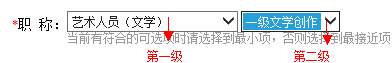 *职 称： 艺术人员（文学） 一级文学创作
当前有符合的可选项时请选择到最小项，否则选择到最接近项
第一级 第二级